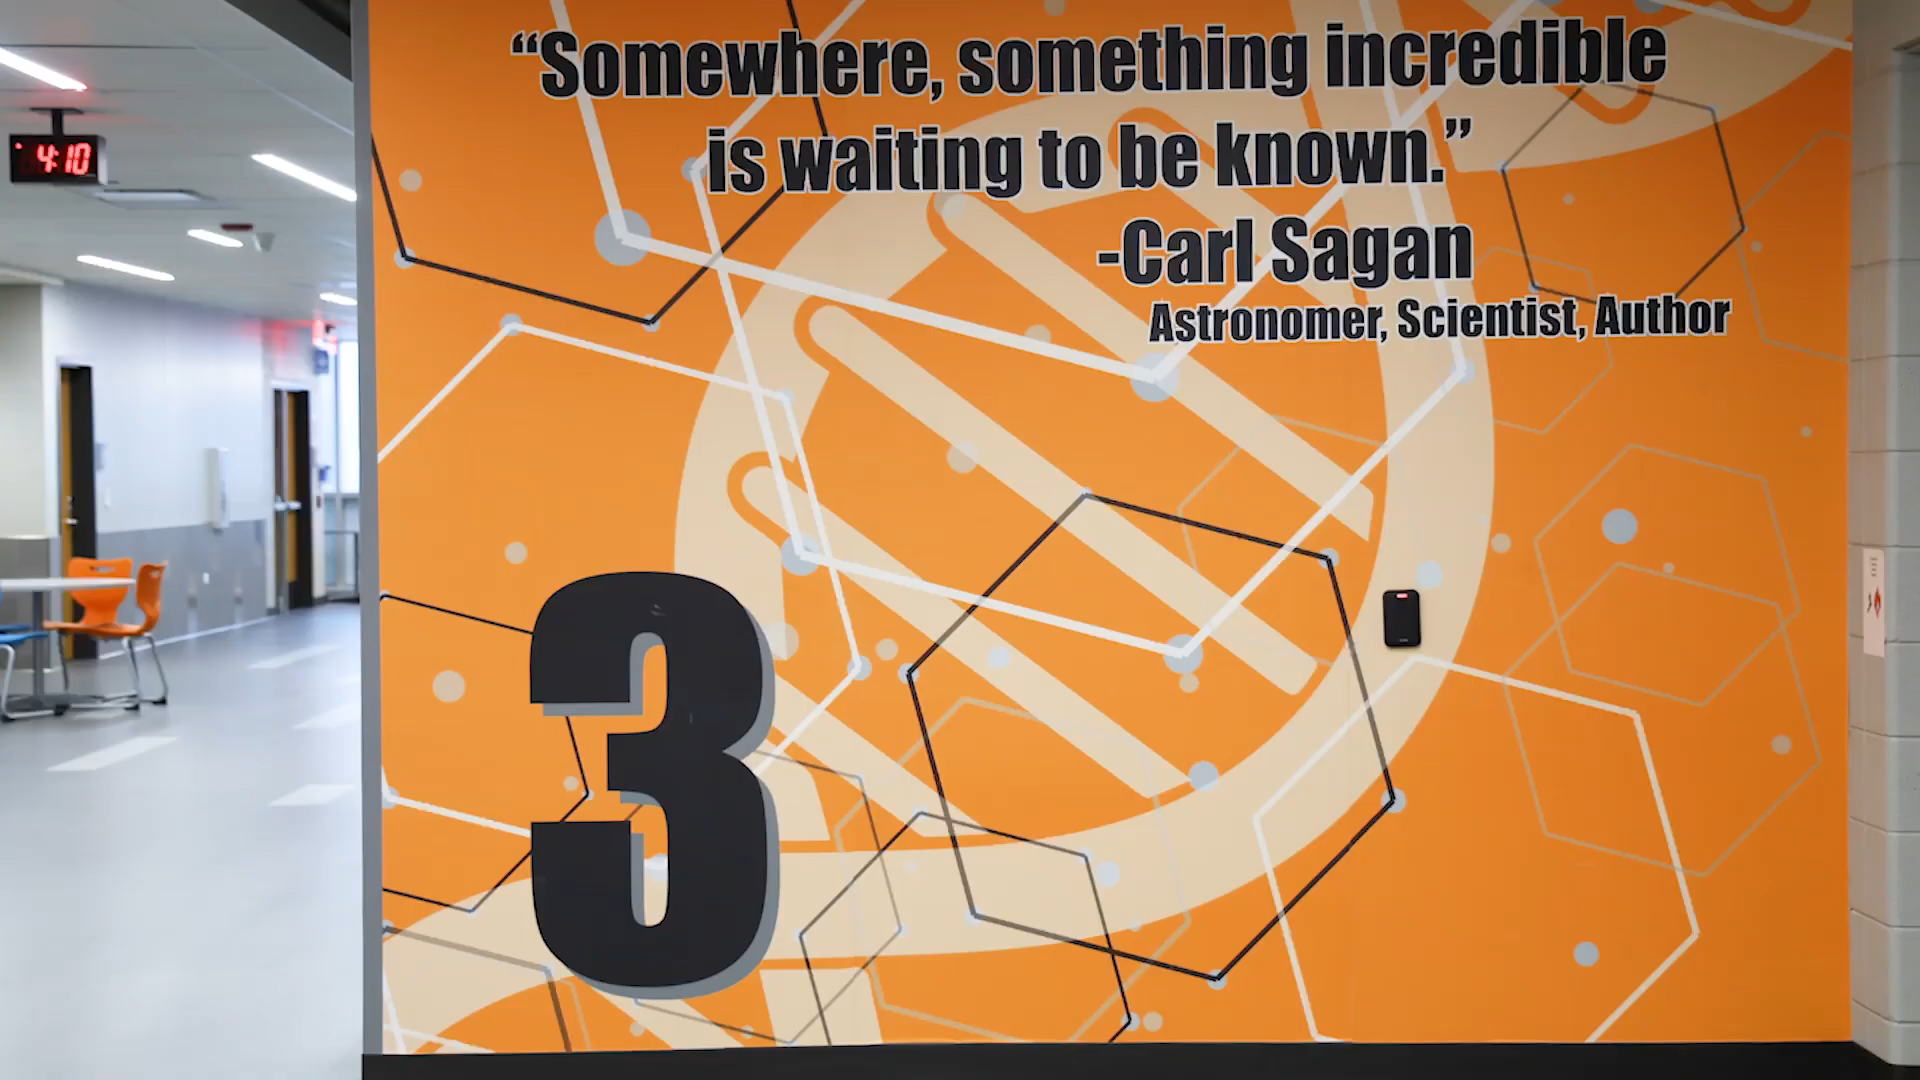 4:10
“Somewhere, something incredible
is waiting to be known.”
-Carl Sagan
Astronomer, Scientist, Author
3